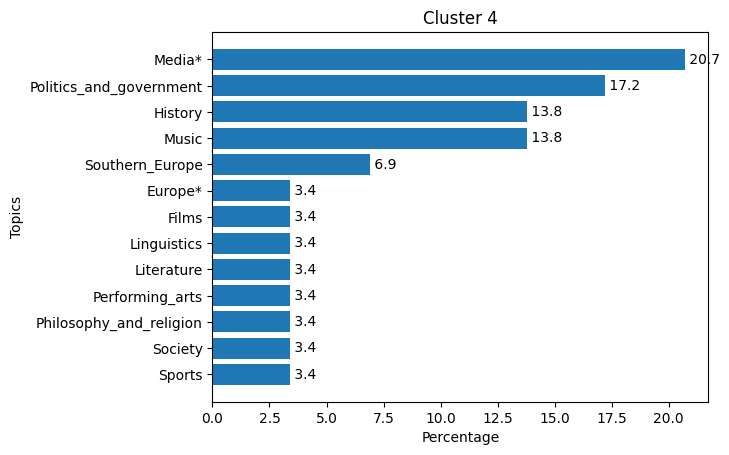 Cluster 4
Media* 20.7
Politics_and_government 17.2
History 13.8
Music 13.8
Southern_Europe 6.9
Europe* 3.4
Films 3.4
Linguistics 3.4
Literature 3.4
Performing_arts 3.4
Philosophy_and_religion 3.4
Society 3.4
Sports 3.4
Topics
0.0 2.5 5.0 7.5 10.0 12.5 15.0 17.5 20.0
Percentage